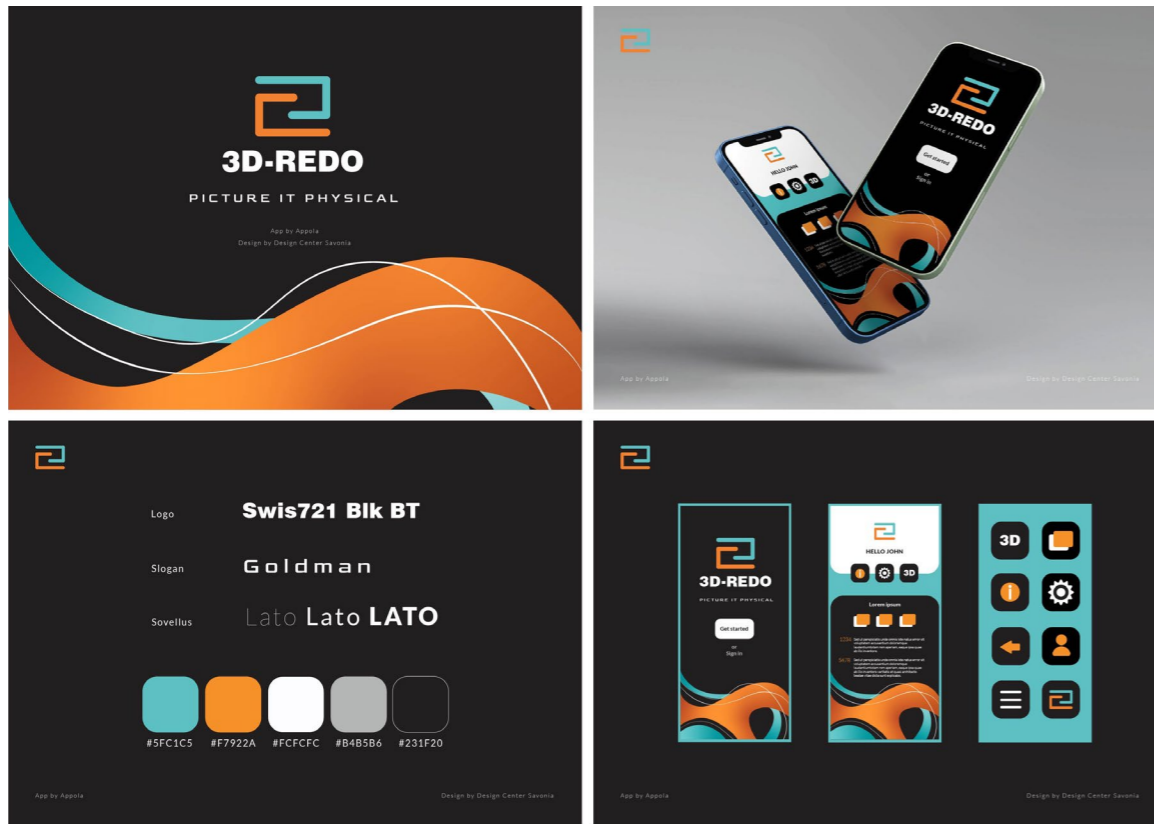 3D-REDO
PICTURE IT PHYSICAL
App by Appola
Design by Design Center Savonia
HELLO JOHN
3D
Lorem ipsum
3D-REDO
PICTURE IT PHYSICAL
Get started
or
Sign in
App by Appola
Design by Design Center Savonia
Logo
Swis721 Blk BT
Slogan
Goldman
Sovellus
Lato Lato LATO
#5FC1C5
#F7922A
#FCFCFC
#B4B5B6
#231F20
App by Appola
Design by Design Center Savonia
3D-REDO
PICTURE IT PHYSICAL
Get started
or
Sign in
HELLO JOHN
i
3D
Lorem ipsum
3D
i
App by Appola
Design by Design Center Savonia